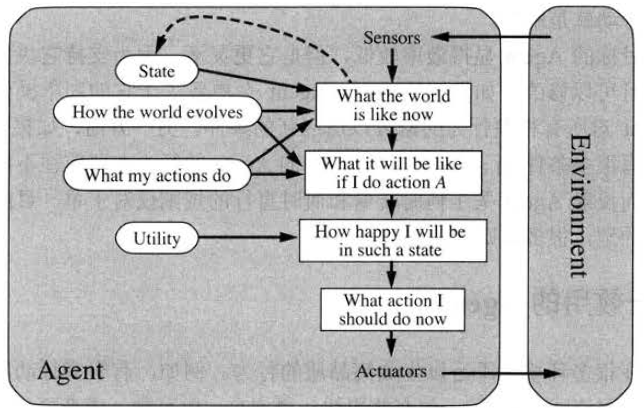 Sensors
State
What the world
is like now
How the world evolves
What it will be like
if I do action A
What my actions do
How happy I will be
in such a state
Utility
What action I
should do now
Agent
Actuators
Environment